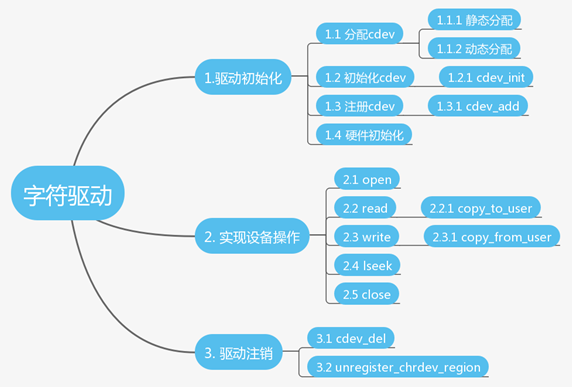 字符驱动
1.驱动初始化
1.1 分配cdev
1.1.1 静态分配
1.1.2 动态分配
1.2 初始化cdev
1.2.1 cdev_init
1.3 注册cdev
1.3.1 cdev_add
1.4 硬件初始化
2. 实现设备操作
2.1 open
2.2 read
2.2.1 copy_to_user
2.3 write
2.3.1 copy_from_user
2.4 lseek
2.5 close
3. 驱动注销
3.1 cdev_del
3.2 unregister_chrdev_region